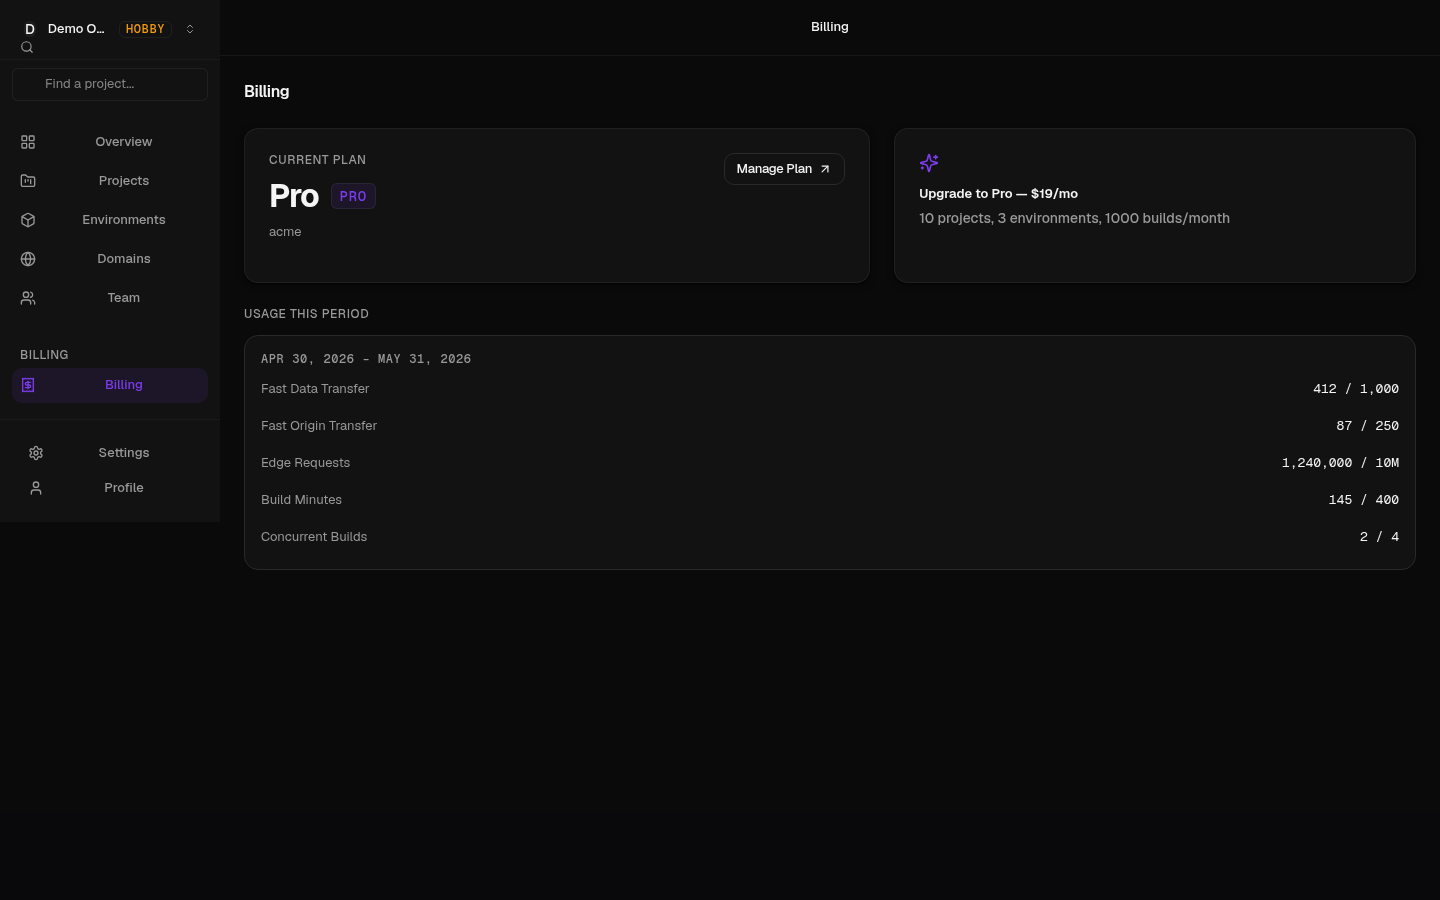 D Demo O... HOBBY
Find a project...
Overview
Projects
Environments
Domains
Team
BILLING
Billing
Settings
Profile
Billing
Billing
CURRENT PLAN
Pro PRO
acme
Manage Plan
Upgrade to Pro — $19/mo
10 projects, 3 environments, 1000 builds/month
USAGE THIS PERIOD
APR 30, 2026 – MAY 31, 2026
Fast Data Transfer 412 / 1,000
Fast Origin Transfer 87 / 250
Edge Requests 1,240,000 / 10M
Build Minutes 145 / 400
Concurrent Builds 2 / 4